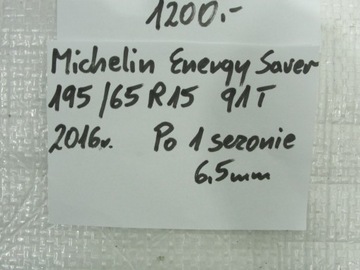 1200.-
Michelin Energy Saver
195/65 R15 91T
2016r. Po 1 sezonie
6,5mm